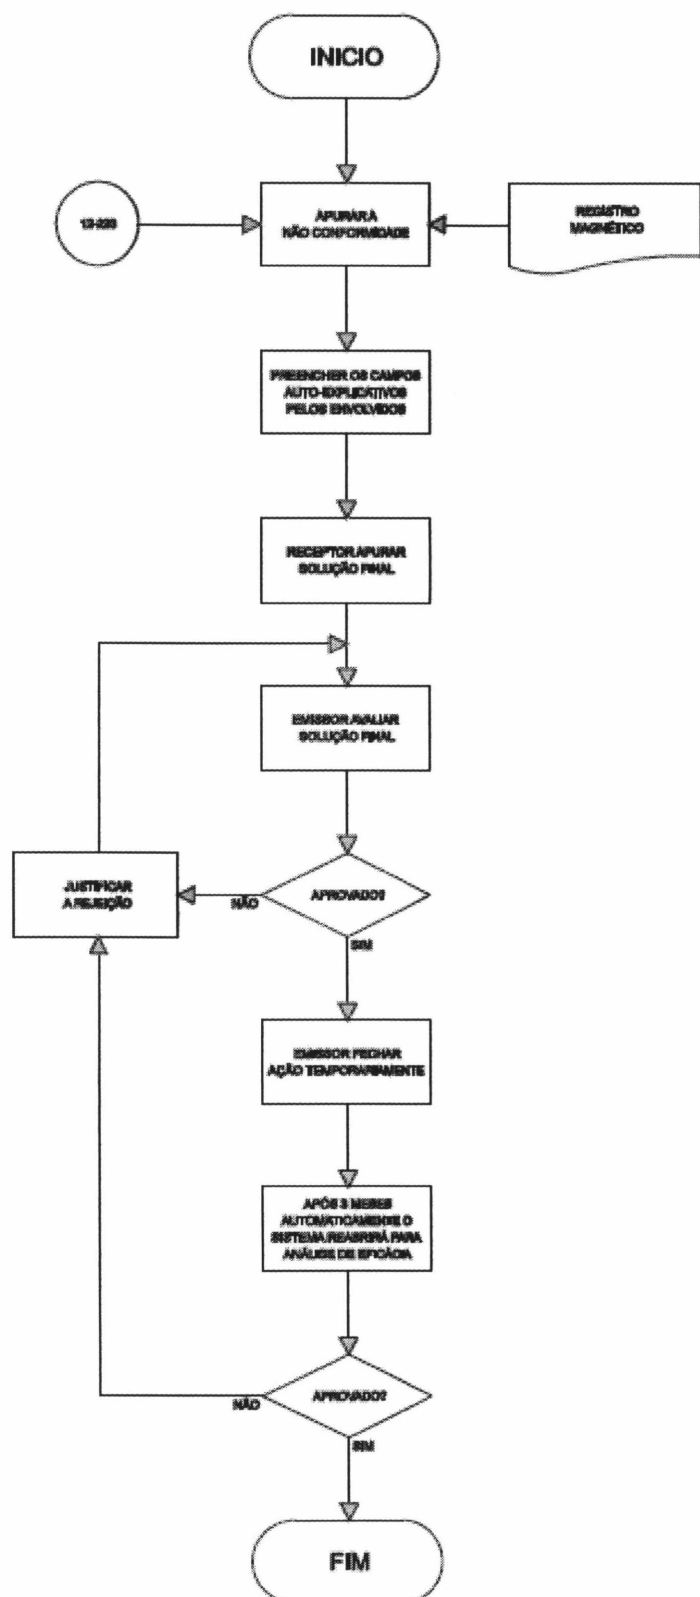 INICIO
APURAR A
NÃO CONFORMIDADE
REGISTRO
MAGNÉTICO
PREENCHER OS CAMPOS
AUTO-EXPLICATIVOS
PELOS ENVOLVIDOS
RECEPTOR APURAR
SOLUÇÃO FINAL
EMISSOR AVALIAR
SOLUÇÃO FINAL
JUSTIFICAR
A REJEIÇÃO
NÃO
APROVADO?
SIM
EMISSOR FECHAR
AÇÃO TEMPORARIAMENTE
APÓS 3 MESES
AUTOMATICAMENTE O
SISTEMA REABRIRÁ PARA
ANÁLISE DE EFICÁCIA
NÃO
APROVADO?
SIM
FIM